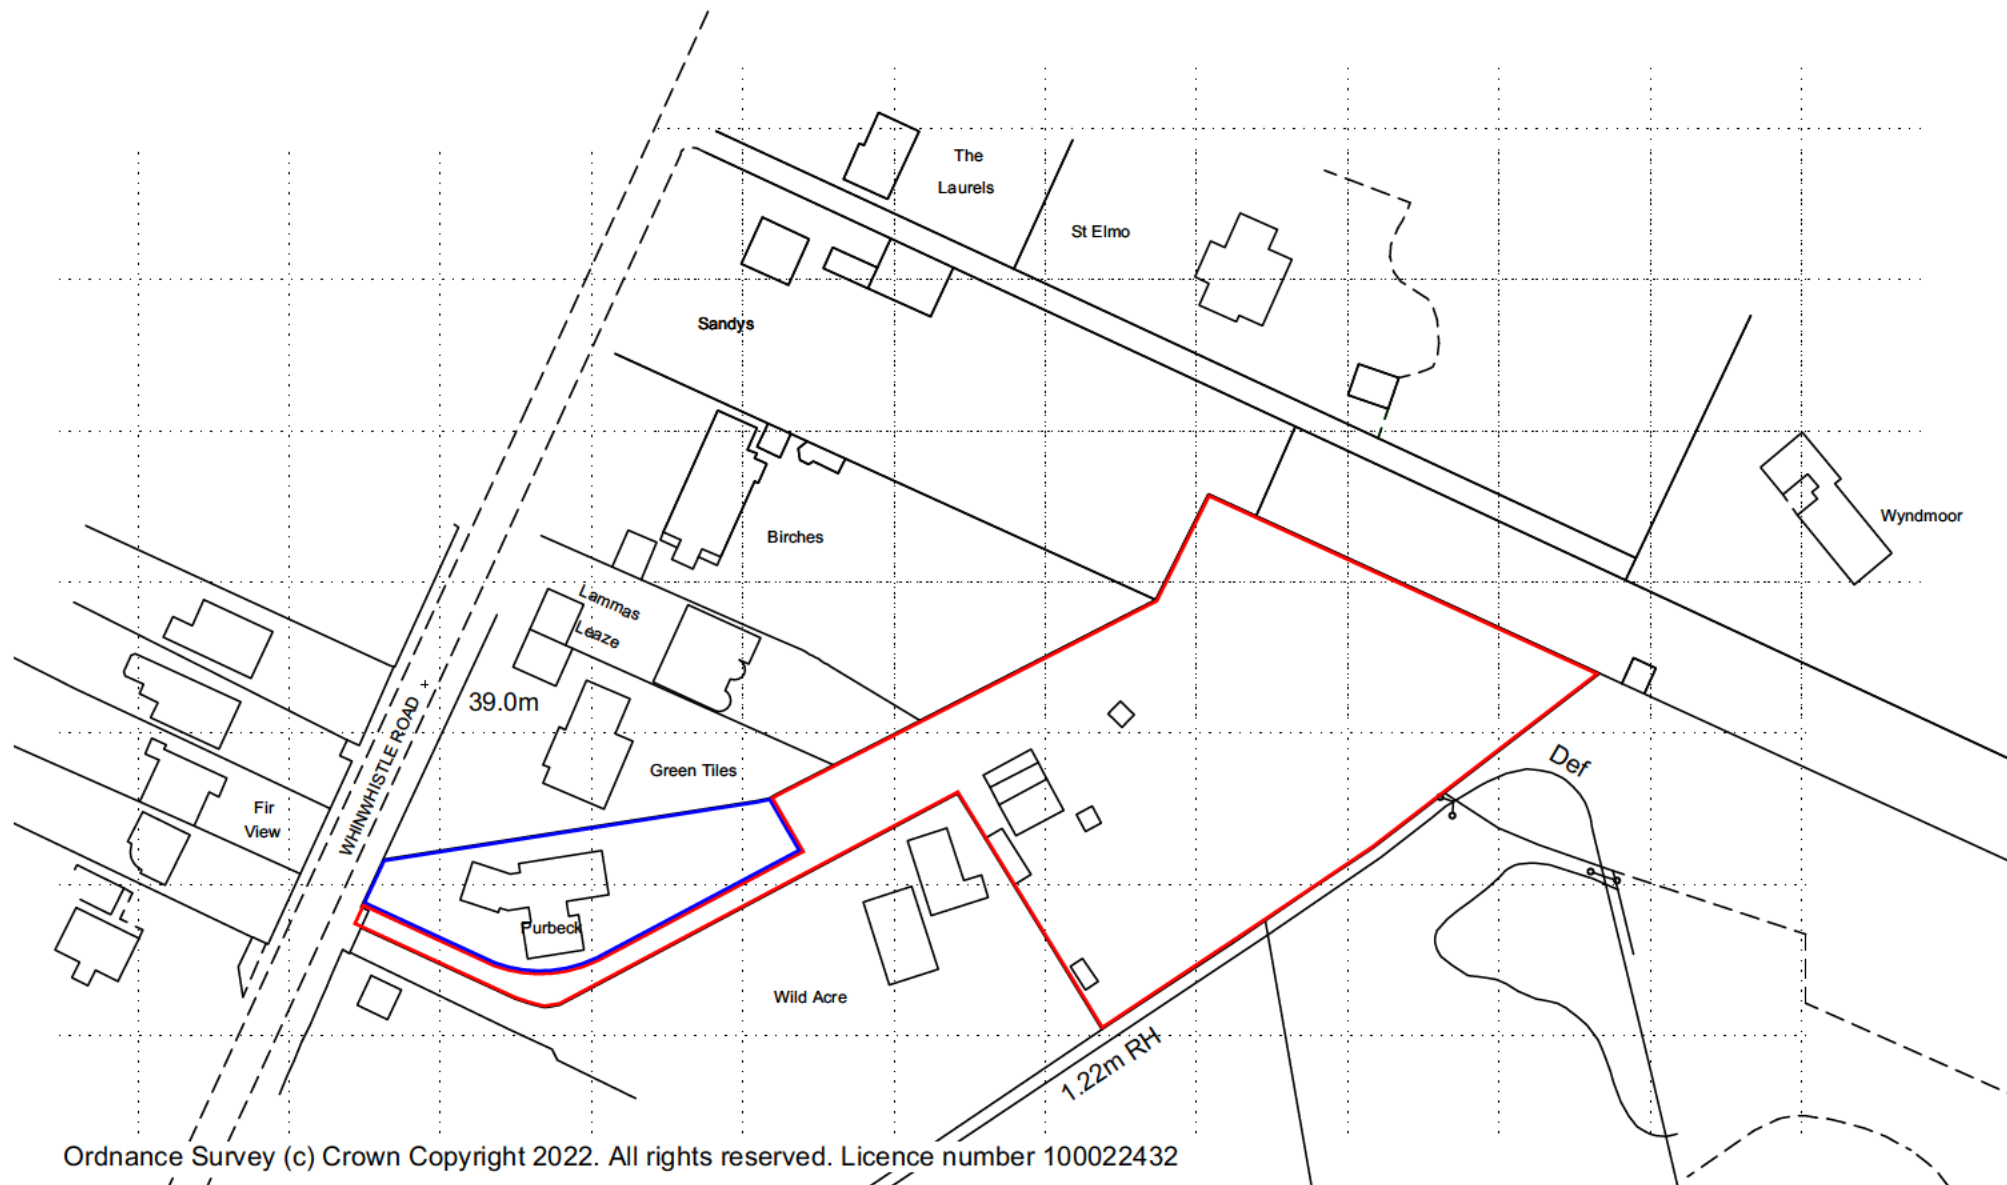 The
Laurels
St Elmo
Sandys
Wyndmoor
Birches
Lammas
Leaze
39.0m
WHINWHISTLE ROAD
Green Tiles
Def
Fir
View
Purbeck
Wild Acre
1.22m RH
Ordnance Survey (c) Crown Copyright 2022. All rights reserved. Licence number 100022432